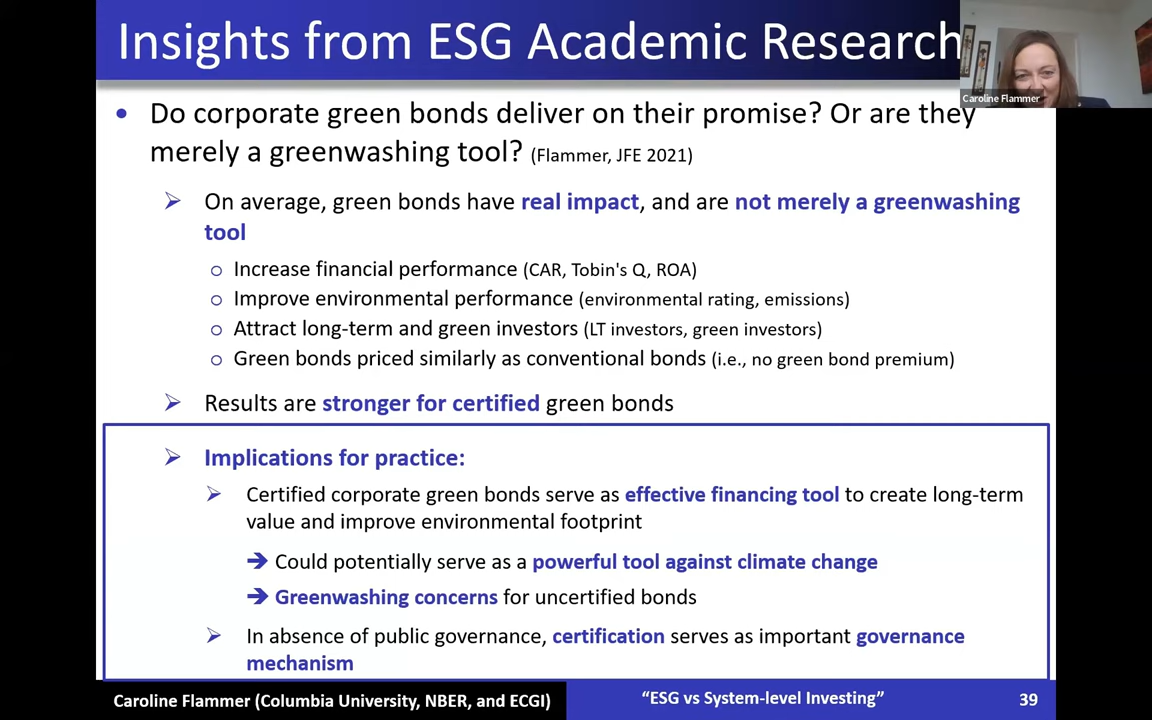 Insights from ESG Academic Research
Caroline Flammer
• Do corporate green bonds deliver on their promise? Or are they
merely a greenwashing tool? (Flammer, JFE 2021)
➢ On average, green bonds have real impact, and are not merely a greenwashing
tool
o Increase financial performance (CAR, Tobin's Q, ROA)
o Improve environmental performance (environmental rating, emissions)
o Attract long-term and green investors (LT investors, green investors)
o Green bonds priced similarly as conventional bonds (i.e., no green bond premium)
➢ Results are stronger for certified green bonds
➢ Implications for practice:
➢ Certified corporate green bonds serve as effective financing tool to create long-term
value and improve environmental footprint
➔ Could potentially serve as a powerful tool against climate change
➔ Greenwashing concerns for uncertified bonds
➢ In absence of public governance, certification serves as important governance
mechanism
Caroline Flammer (Columbia University, NBER, and ECGI)
“ESG vs System-level Investing”
39